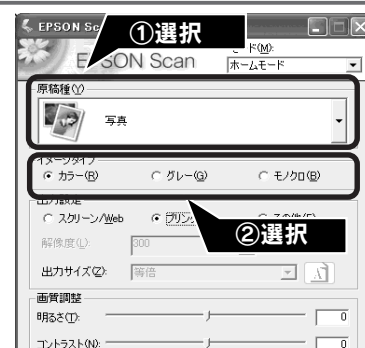 EPSON Sc
①選択
EPSON Scan
ド(M):
ホームモード
原稿種(Y)
写真
イメージタイプ
カラー(R) グレー(G) モノクロ(B)
出力設定
スクリーン/Web プリン
②選択
解像度(L): 300
出力サイズ(Z): 等倍
画質調整
明るさ(T): 0
コントラスト(N): 0